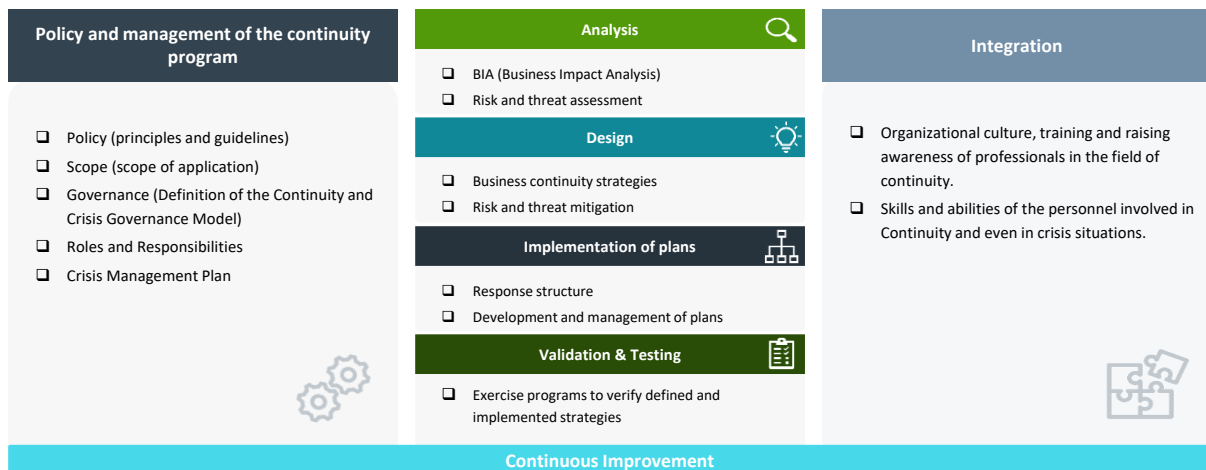 Policy and management of the continuity
program
❑ Policy (principles and guidelines)
❑ Scope (scope of application)
❑ Governance (Definition of the Continuity and
Crisis Governance Model)
❑ Roles and Responsibilities
❑ Crisis Management Plan
Analysis
❑ BIA (Business Impact Analysis)
❑ Risk and threat assessment
Design
❑ Business continuity strategies
❑ Risk and threat mitigation
Implementation of plans
❑ Response structure
❑ Development and management of plans
Validation & Testing
❑ Exercise programs to verify defined and
implemented strategies
Integration
❑ Organizational culture, training and raising
awareness of professionals in the field of
continuity.
❑ Skills and abilities of the personnel involved in
Continuity and even in crisis situations.
Continuous Improvement